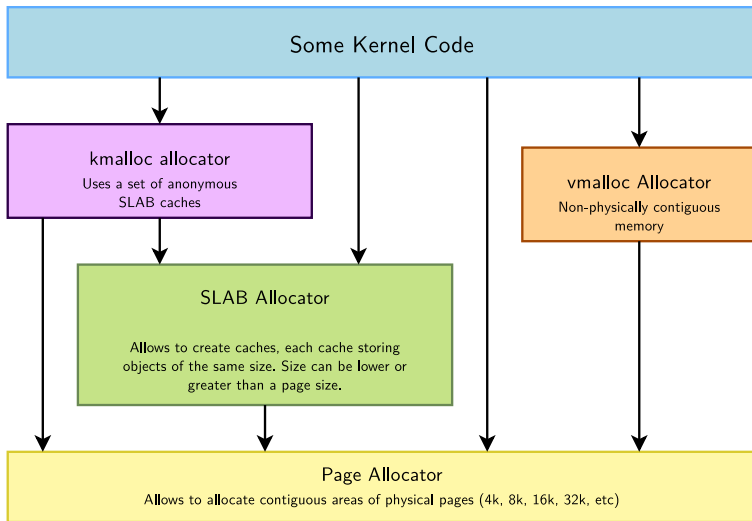 Some Kernel Code
kmalloc allocator
Uses a set of anonymous
SLAB caches
vmalloc Allocator
Non-physically contiguous
memory
SLAB Allocator
Allows to create caches, each cache storing
objects of the same size. Size can be lower or
greater than a page size.
Page Allocator
Allows to allocate contiguous areas of physical pages (4k, 8k, 16k, 32k, etc)